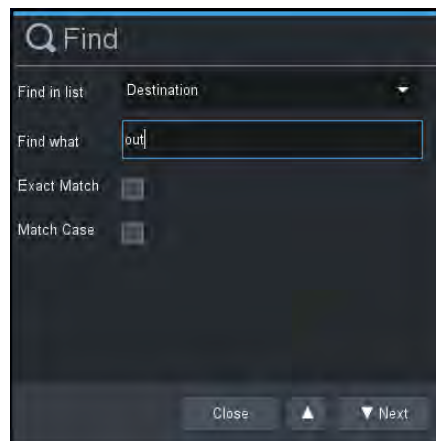 Find
Find in list Destination
Find what out
Exact Match
Match Case
Close Next